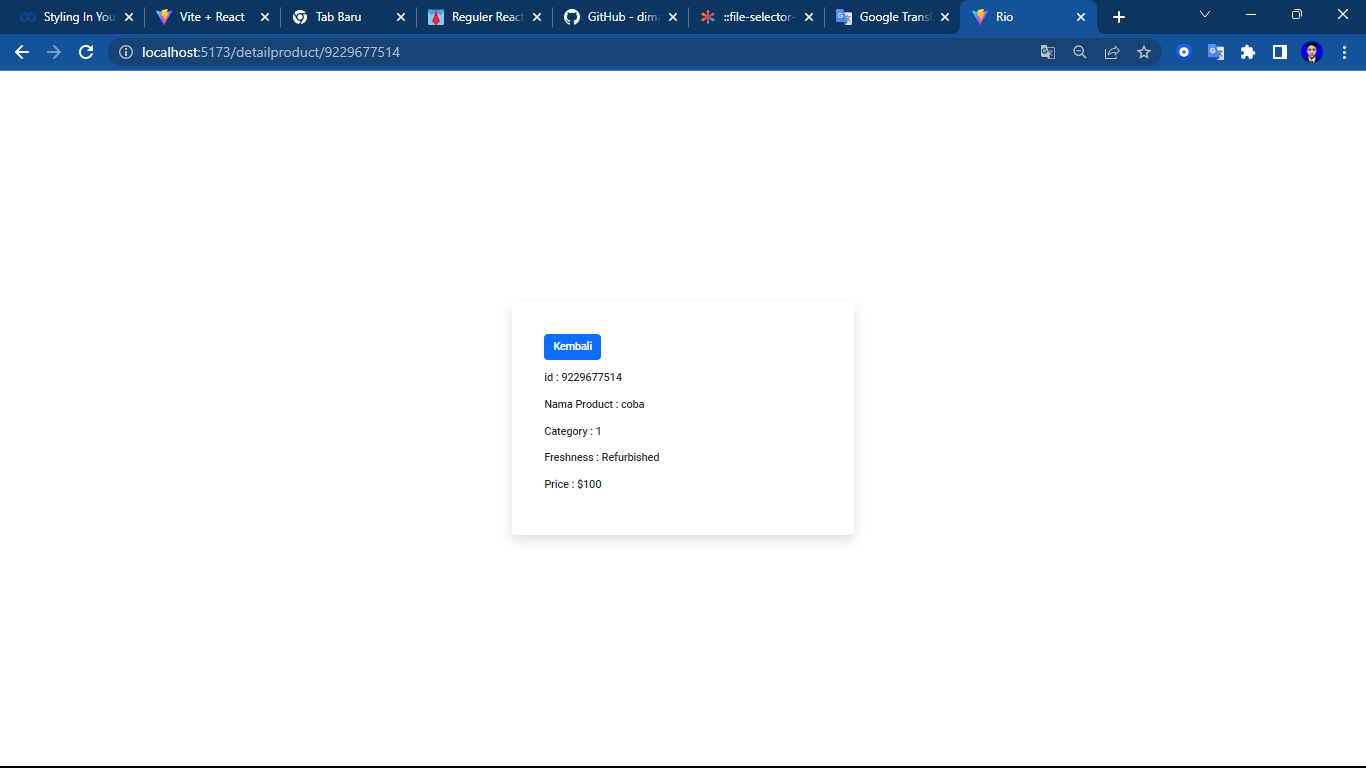 Styling In You
Vite + React
Tab Baru
Reguler React
GitHub - dima
::file-selector-
Google Transl
Rio
localhost:5173/detailproduct/9229677514
Kembali
id : 9229677514
Nama Product : coba
Category : 1
Freshness : Refurbished
Price : $100